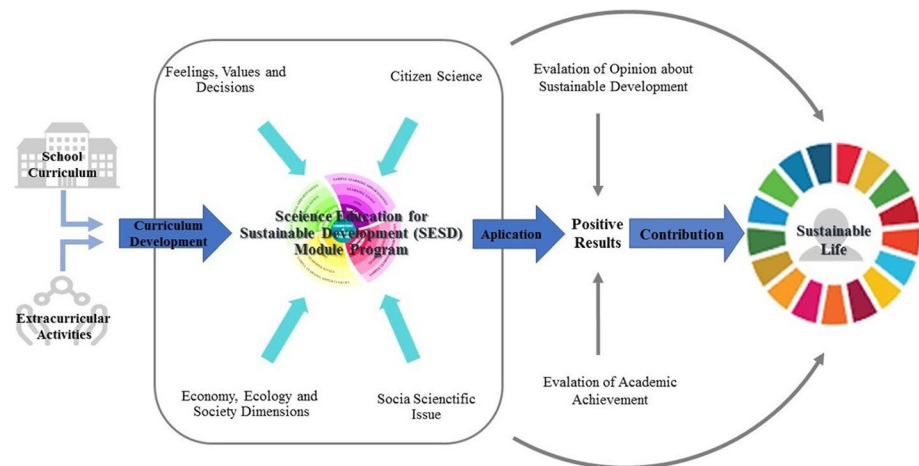 School
Curriculum
Extracurricular
Activities
Curriculum
Development
Feelings, Values and
Decisions
Citizen Science
Sceience Education for
Sustainable Development (SESD)
Module Program
Economy, Ecology and
Society Dimensions
Socia Scienctific
Issue
Aplication
Evalation of Opinion about
Sustainable Development
Positive
Results
Evalation of Academic
Achievement
Contribution
Sustainable
Life